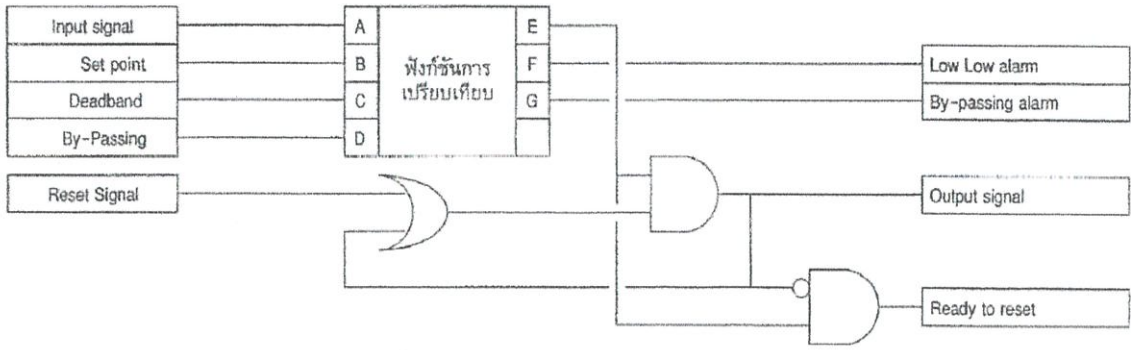 Input signal
Set point
Deadband
By-Passing
Reset Signal
A
B
C
D
ฟังก์ชันการ
เปรียบเทียบ
E
F
G
Low Low alarm
By-passing alarm
Output signal
Ready to reset